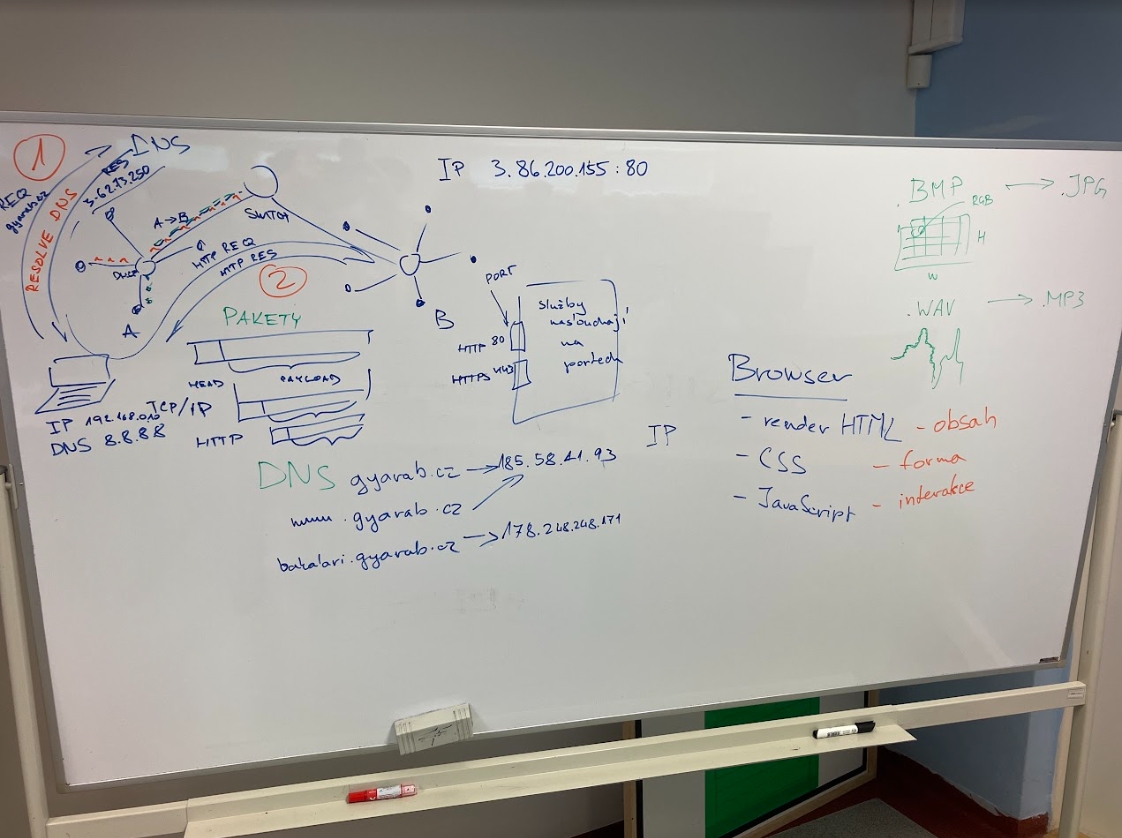 1
DNS
REQ
gyarab.cz
RES
3.62.73.250
RESOLVE DNS
A→B
SWITCH
DHCP
HTTP REQ
HTTP RES
2
A
B
IP 3.86.200.155:80
PORT
HTTP 80
HTTPS 443
služby
naslouchají
na
portech
PAKETY
HEAD
PAYLOAD
TCP/IP
HTTP
IP 192.168.0.10
DNS 8.8.8.8
DNS gyarab.cz → 185.58.41.93
www.gyarab.cz
bakalari.gyarab.cz → 178.248.248.171
IP
Browser
- render HTML - obsah
- CSS - forma
- JavaScript - interakce
.BMP → .JPG
RGB
H
W
.WAV → .MP3